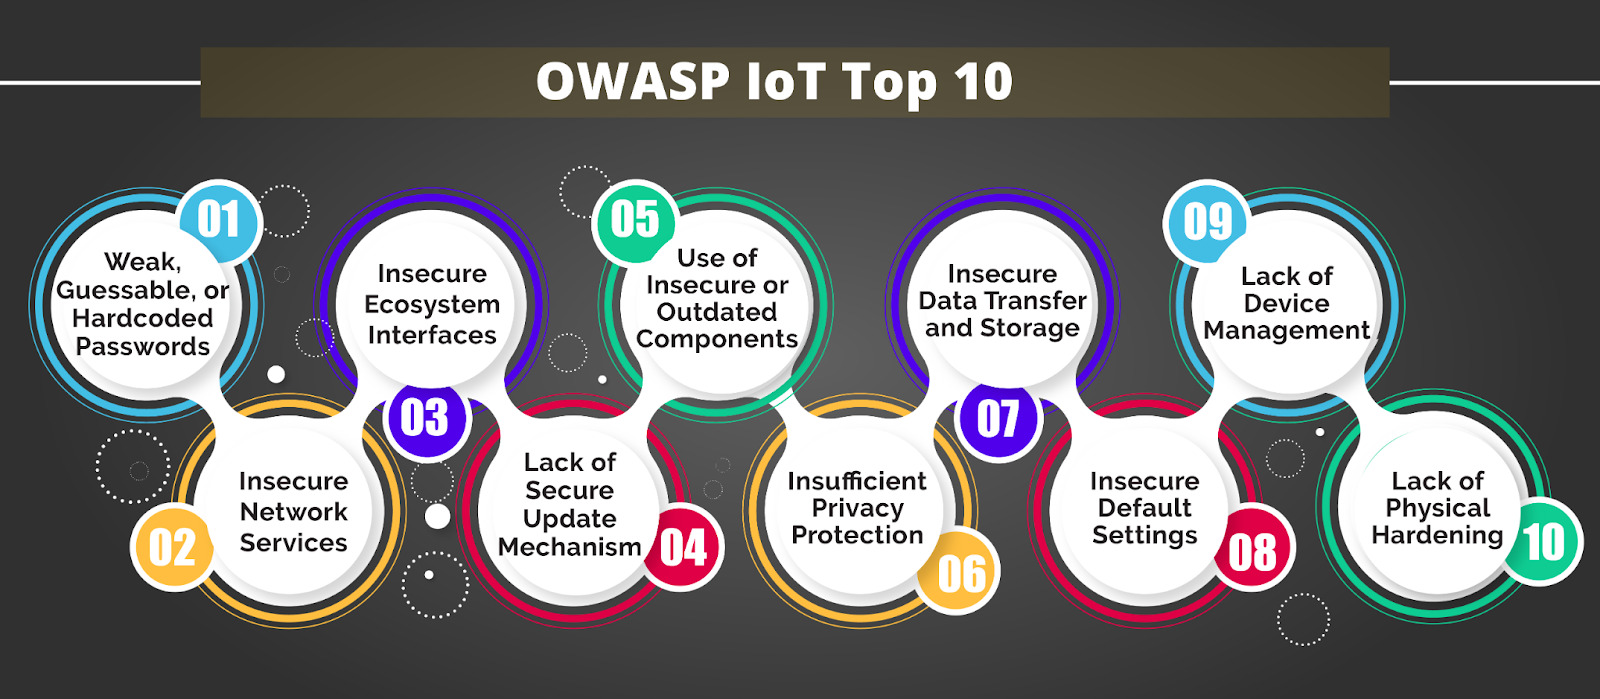 OWASP IoT Top 10
01
Weak,
Guessable, or
Hardcoded
Passwords
02
Insecure
Network
Services
03
Insecure
Ecosystem
Interfaces
04
Lack of
Secure
Update
Mechanism
05
Use of
Insecure or
Outdated
Components
06
Insufficient
Privacy
Protection
07
Insecure
Data Transfer
and Storage
08
Insecure
Default
Settings
09
Lack of
Device
Management
10
Lack of
Physical
Hardening